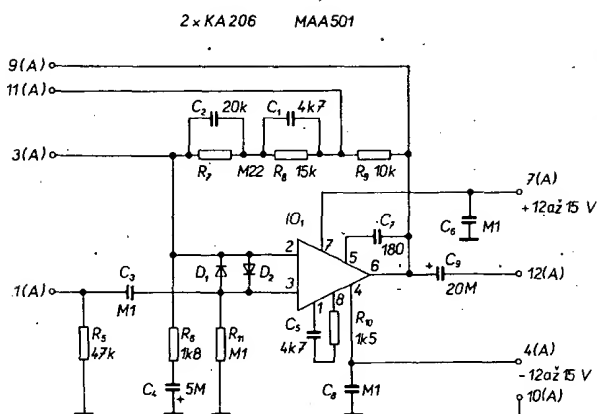 2 x KA 206 MAA501
9(A)
11(A)
C2 20k C1 4k7
3(A)
R7 M22 R8 15k R9 10k
7(A)
+ 12 až 15 V
IO1
C7
180
C6 M1
2 7 5 6
D1 D2
C9
20M
12(A)
3 1 8 4
1(A)
C3
M1
C5
4k7
R10
1k5
R5
47k
R6
1k8
R11
M1
4(A)
- 12 až 15 V
C4 5M
C8 M1
10(A)